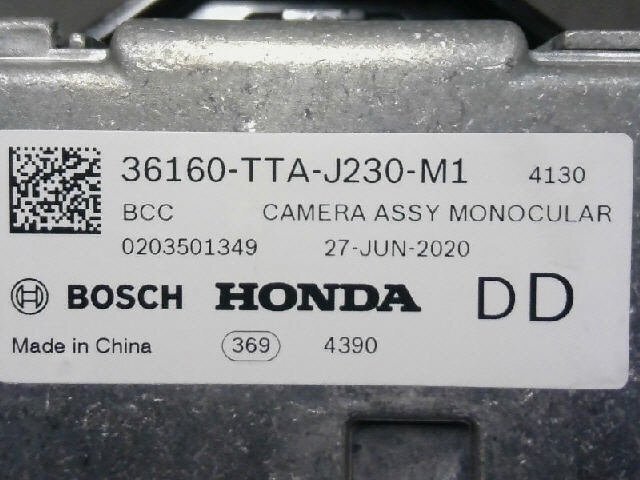 36160-TTA-J230-M1 4130
BCC CAMERA ASSY MONOCULAR
0203501349 27-JUN-2020
BOSCH HONDA DD
Made in China 369 4390